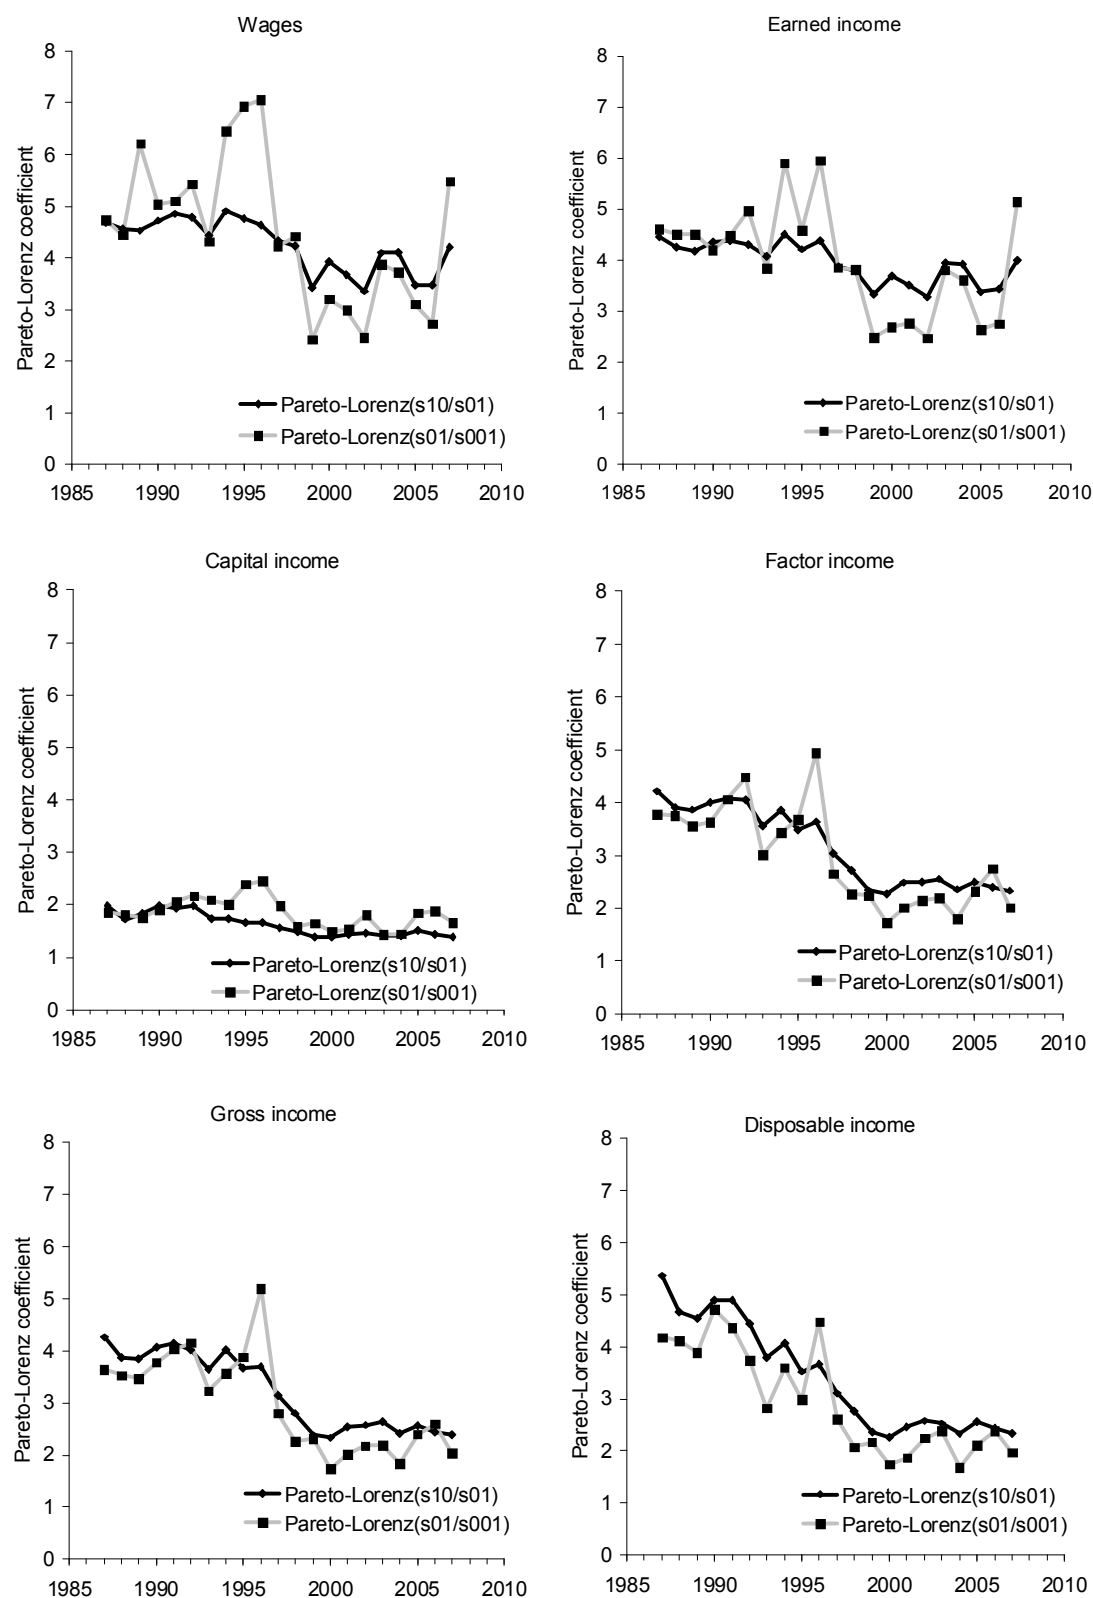 Wages
Pareto-Lorenz coefficient
8
7
6
5
4
3
2
1
0
Pareto-Lorenz(s10/s01)
Pareto-Lorenz(s01/s001)
1985 1990 1995 2000 2005 2010
Earned income
Pareto-Lorenz coefficient
8
7
6
5
4
3
2
1
0
Pareto-Lorenz(s10/s01)
Pareto-Lorenz(s01/s001)
1985 1990 1995 2000 2005 2010
Capital income
Pareto-Lorenz coefficient
8
7
6
5
4
3
2
1
0
Pareto-Lorenz(s10/s01)
Pareto-Lorenz(s01/s001)
1985 1990 1995 2000 2005 2010
Factor income
Pareto-Lorenz coefficient
8
7
6
5
4
3
2
1
0
Pareto-Lorenz(s10/s01)
Pareto-Lorenz(s01/s001)
1985 1990 1995 2000 2005 2010
Gross income
Pareto-Lorenz coefficient
8
7
6
5
4
3
2
1
0
Pareto-Lorenz(s10/s01)
Pareto-Lorenz(s01/s001)
1985 1990 1995 2000 2005 2010
Disposable income
Pareto-Lorenz coefficient
8
7
6
5
4
3
2
1
0
Pareto-Lorenz(s10/s01)
Pareto-Lorenz(s01/s001)
1985 1990 1995 2000 2005 2010